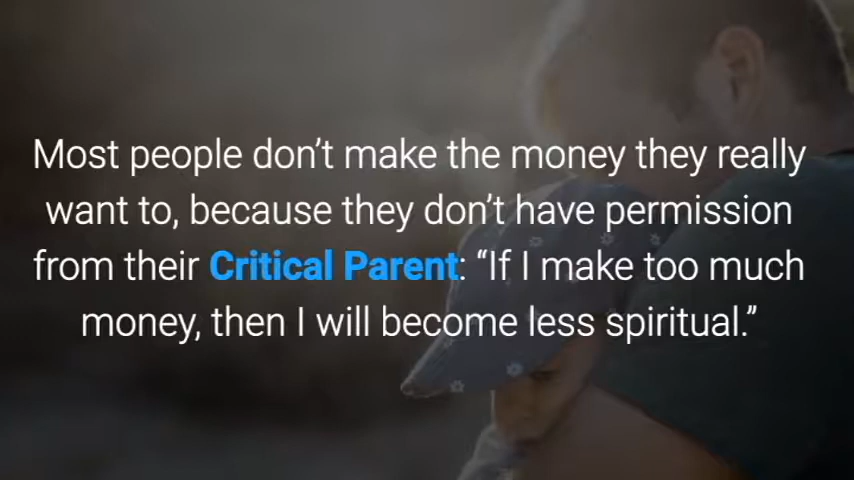 Most people don’t make the money they really
want to, because they don’t have permission
from their Critical Parent: “If I make too much
money, then I will become less spiritual.”